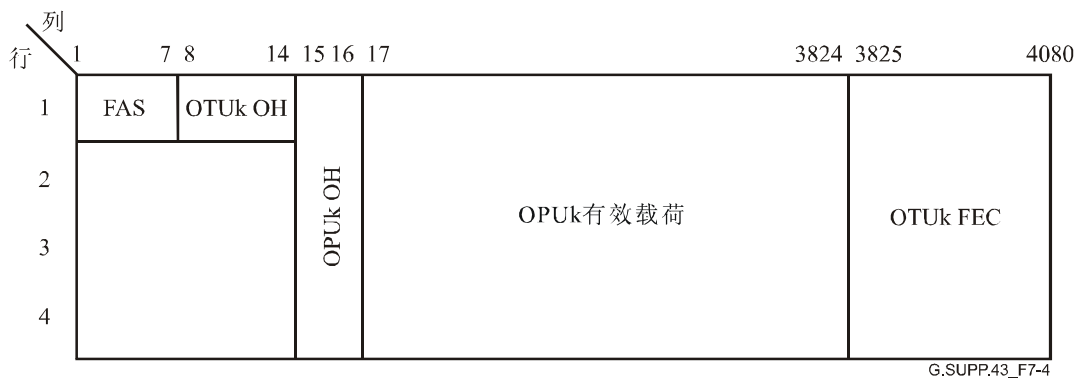 列
行
1 7 8 14 15 16 17 3824 3825 4080
1 FAS OTUk OH
2
3
4
OPUk OH
OPUk有效载荷
OTUk FEC
G.SUPP.43_F7-4